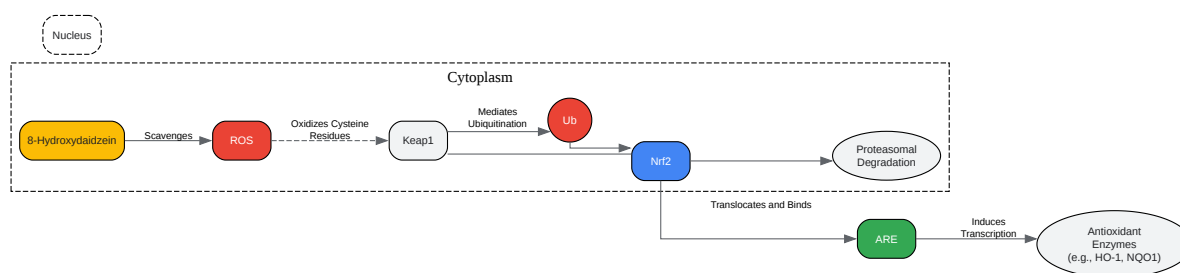 Nucleus
Cytoplasm
8-Hydroxydaidzein
Scavenges
ROS
Oxidizes Cysteine
Residues
Keap1
Mediates
Ubiquitination
Ub
Nrf2
Proteasomal
Degradation
Translocates and Binds
ARE
Induces
Transcription
Antioxidant
Enzymes
(e.g., HO-1, NQO1)